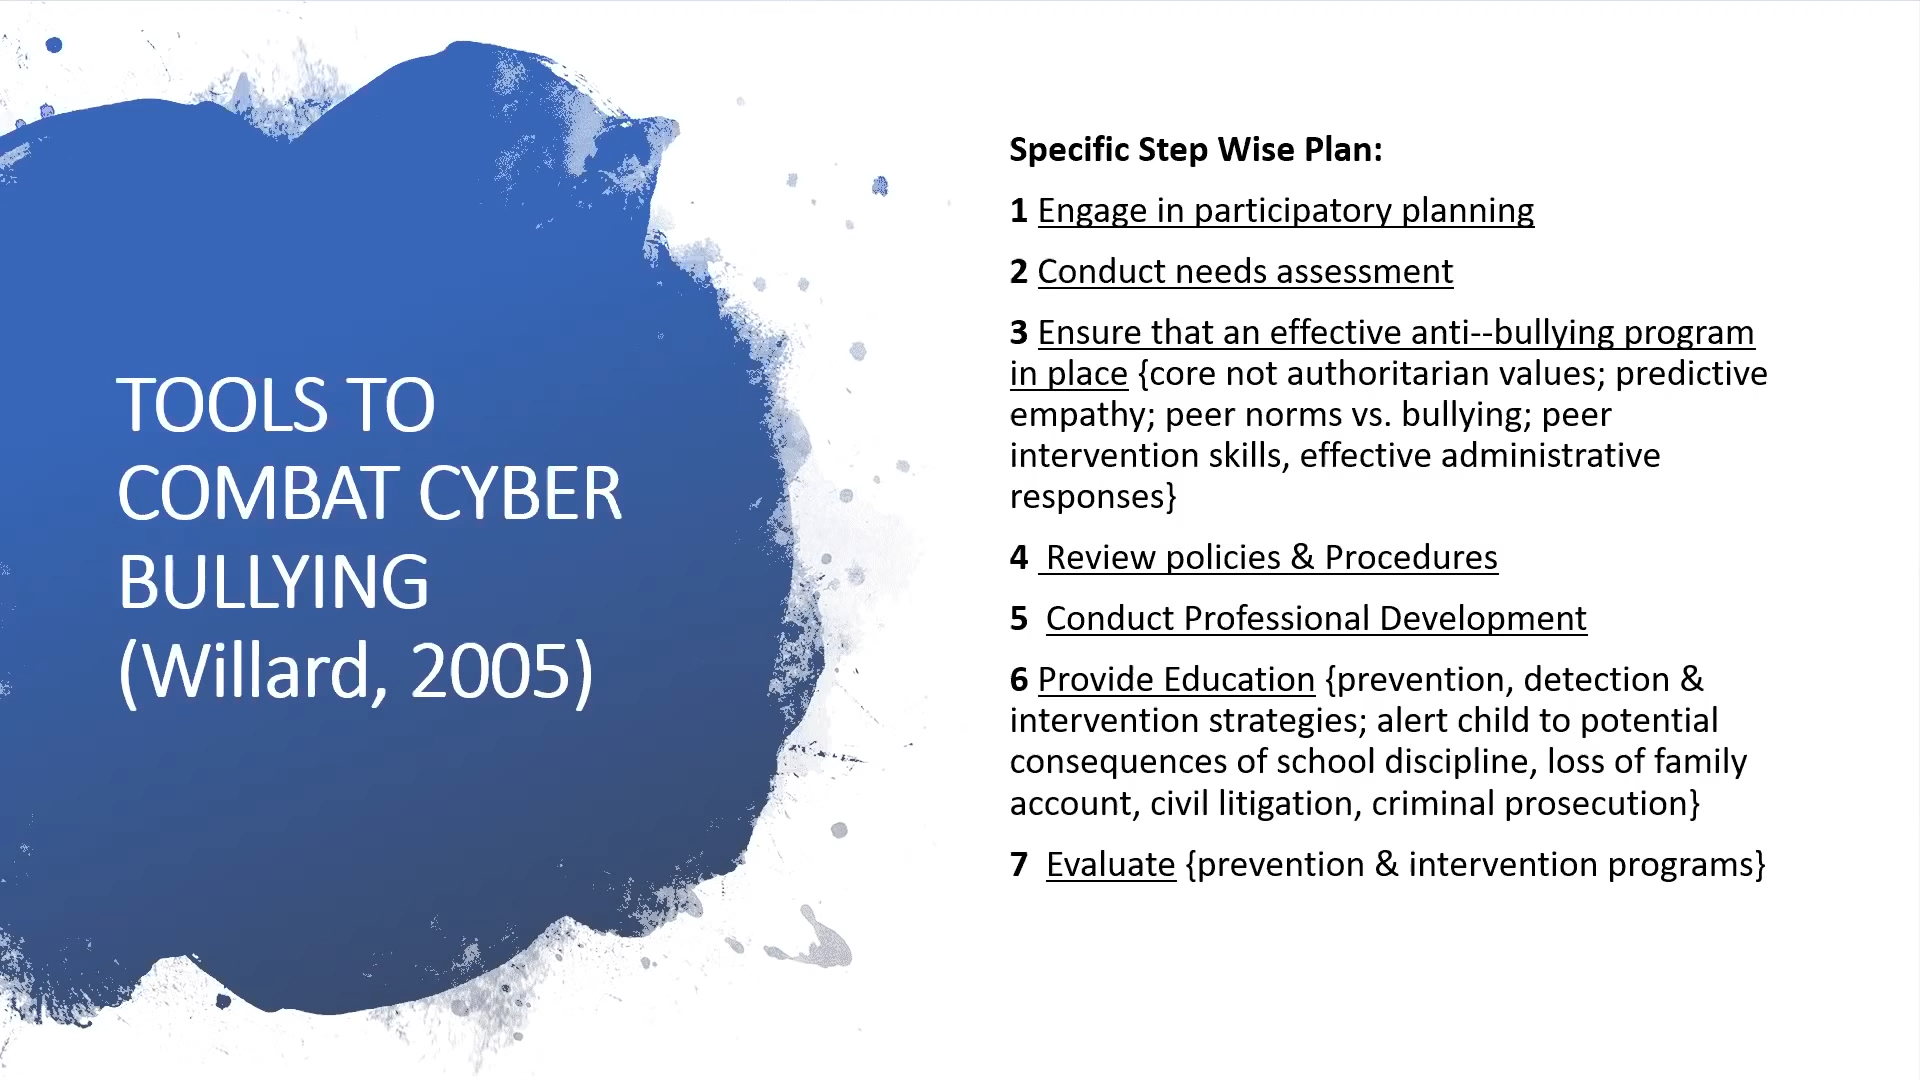 TOOLS TO
COMBAT CYBER
BULLYING
(Willard, 2005)
Specific Step Wise Plan:
1 Engage in participatory planning
2 Conduct needs assessment
3 Ensure that an effective anti--bullying program
in place {core not authoritarian values; predictive
empathy; peer norms vs. bullying; peer
intervention skills, effective administrative
responses}
4 Review policies & Procedures
5 Conduct Professional Development
6 Provide Education {prevention, detection &
intervention strategies; alert child to potential
consequences of school discipline, loss of family
account, civil litigation, criminal prosecution}
7 Evaluate {prevention & intervention programs}